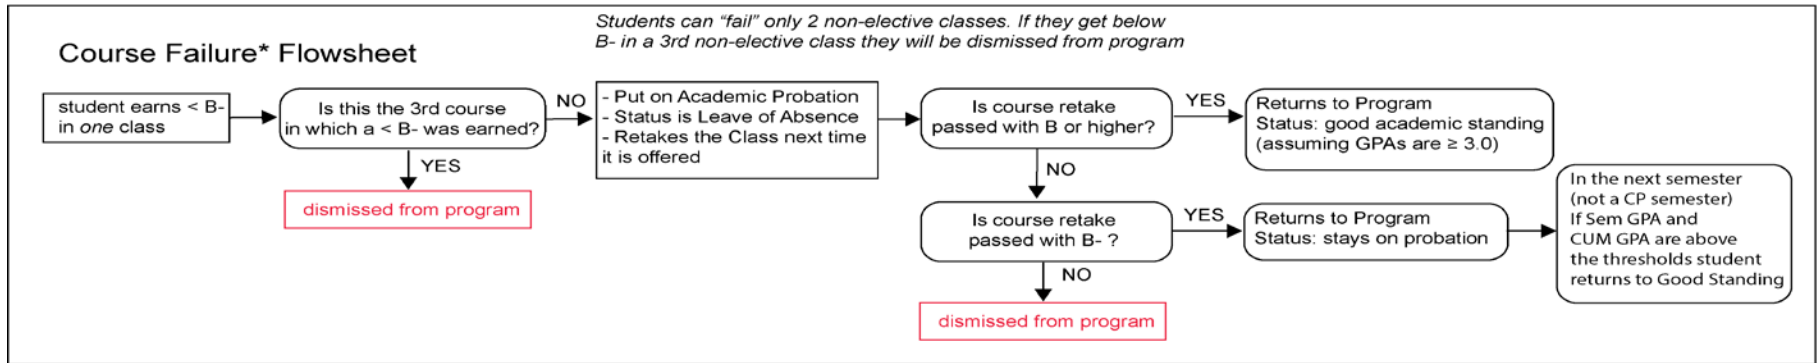 Students can “fail” only 2 non-elective classes. If they get below
B- in a 3rd non-elective class they will be dismissed from program
Course Failure* Flowsheet
student earns < B-
in one class
Is this the 3rd course
in which a < B- was earned?
NO
YES
dismissed from program
- Put on Academic Probation
- Status is Leave of Absence
- Retakes the Class next time
it is offered
Is course retake
passed with B or higher?
YES
NO
Returns to Program
Status: good academic standing
(assuming GPAs are ≥ 3.0)
Is course retake
passed with B- ?
YES
NO
Returns to Program
Status: stays on probation
In the next semester
(not a CP semester)
If Sem GPA and
CUM GPA are above
the thresholds student
returns to Good Standing
dismissed from program